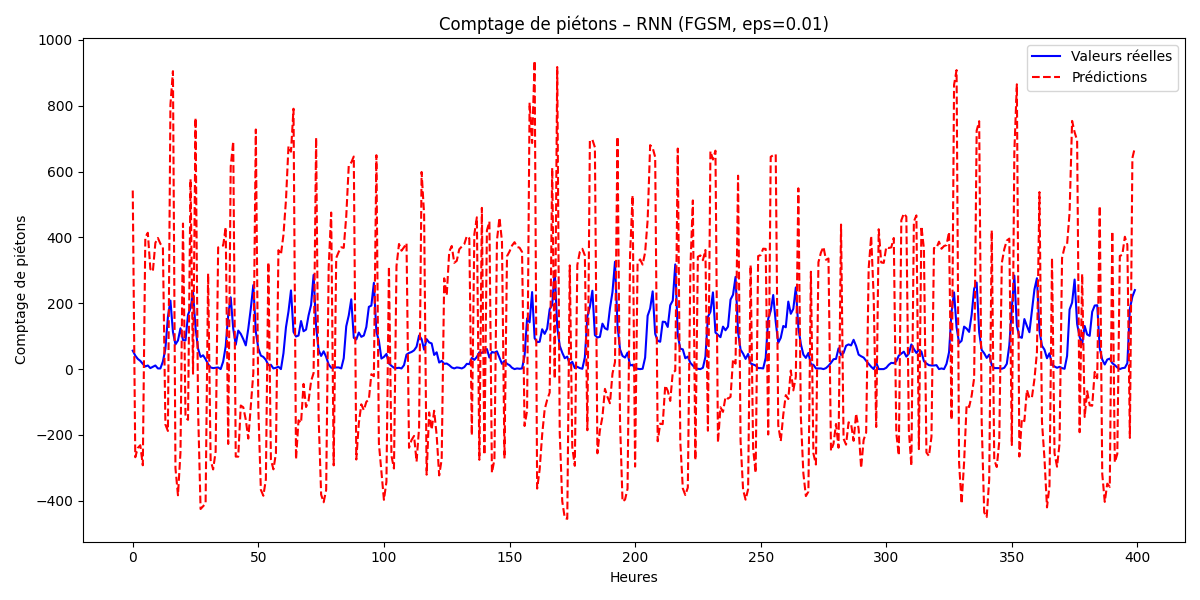 Comptage de piétons – RNN (FGSM, eps=0.01)
Valeurs réelles
Prédictions
Comptage de piétons
1000
800
600
400
200
0
−200
−400
0 50 100 150 200 250 300 350 400
Heures